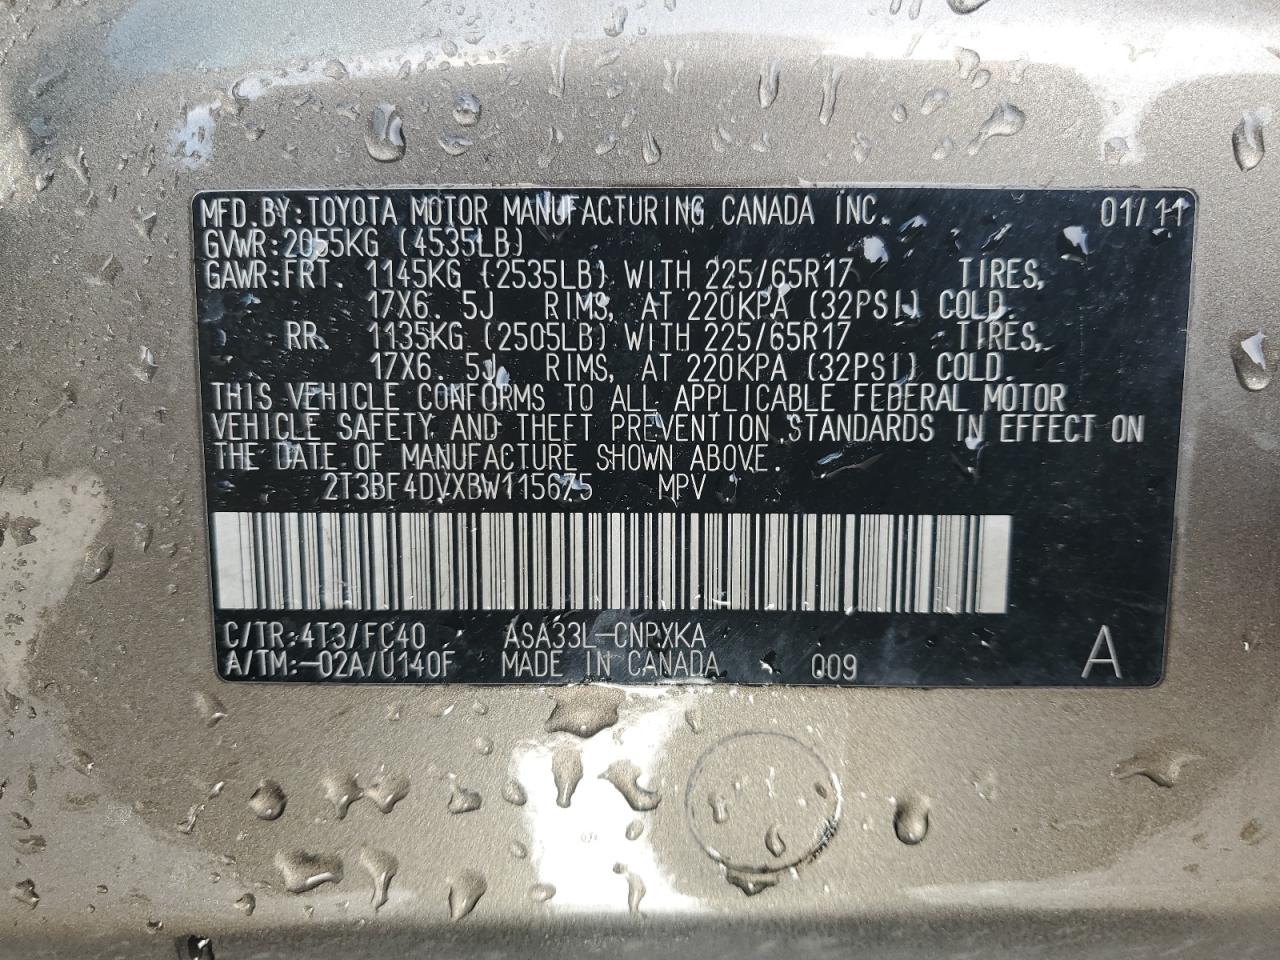 MFD.BY:TOYOTA MOTOR MANUFACTURING CANADA INC. 01/11
GVWR:2055KG (4535LB)
GAWR:FRT. 1145KG (2535LB) WITH 225/65R17 TIRES,
17X6.5J RIMS, AT 220KPA (32PSI) COLD.
RR. 1135KG (2505LB) WITH 225/65R17 TIRES,
17X6.5J RIMS, AT 220KPA (32PSI) COLD.
THIS VEHICLE CONFORMS TO ALL APPLICABLE FEDERAL MOTOR
VEHICLE SAFETY AND THEFT PREVENTION STANDARDS IN EFFECT ON
THE DATE OF MANUFACTURE SHOWN ABOVE.
2T3BF4DVXBW115675 MPV
C/TR:4T3/FC40 ASA33L-CNPXKA
A/TM:-02A/U140F MADE IN CANADA 009 A